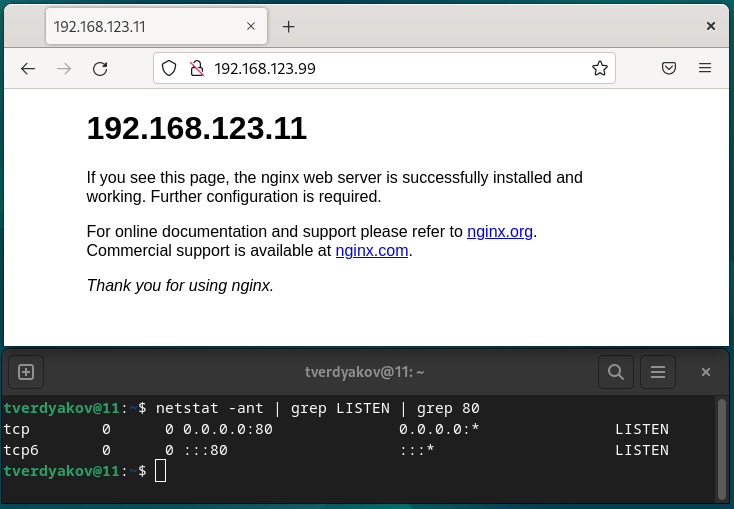 192.168.123.11
192.168.123.99
192.168.123.11
If you see this page, the nginx web server is successfully installed and
working. Further configuration is required.
For online documentation and support please refer to nginx.org.
Commercial support is available at nginx.com.
Thank you for using nginx.
tverdyakov@11: ~
tverdyakov@11:~$ netstat -ant | grep LISTEN | grep 80
tcp        0      0 0.0.0.0:80              0.0.0.0:*               LISTEN
tcp6       0      0 :::80                   :::*                    LISTEN
tverdyakov@11:~$